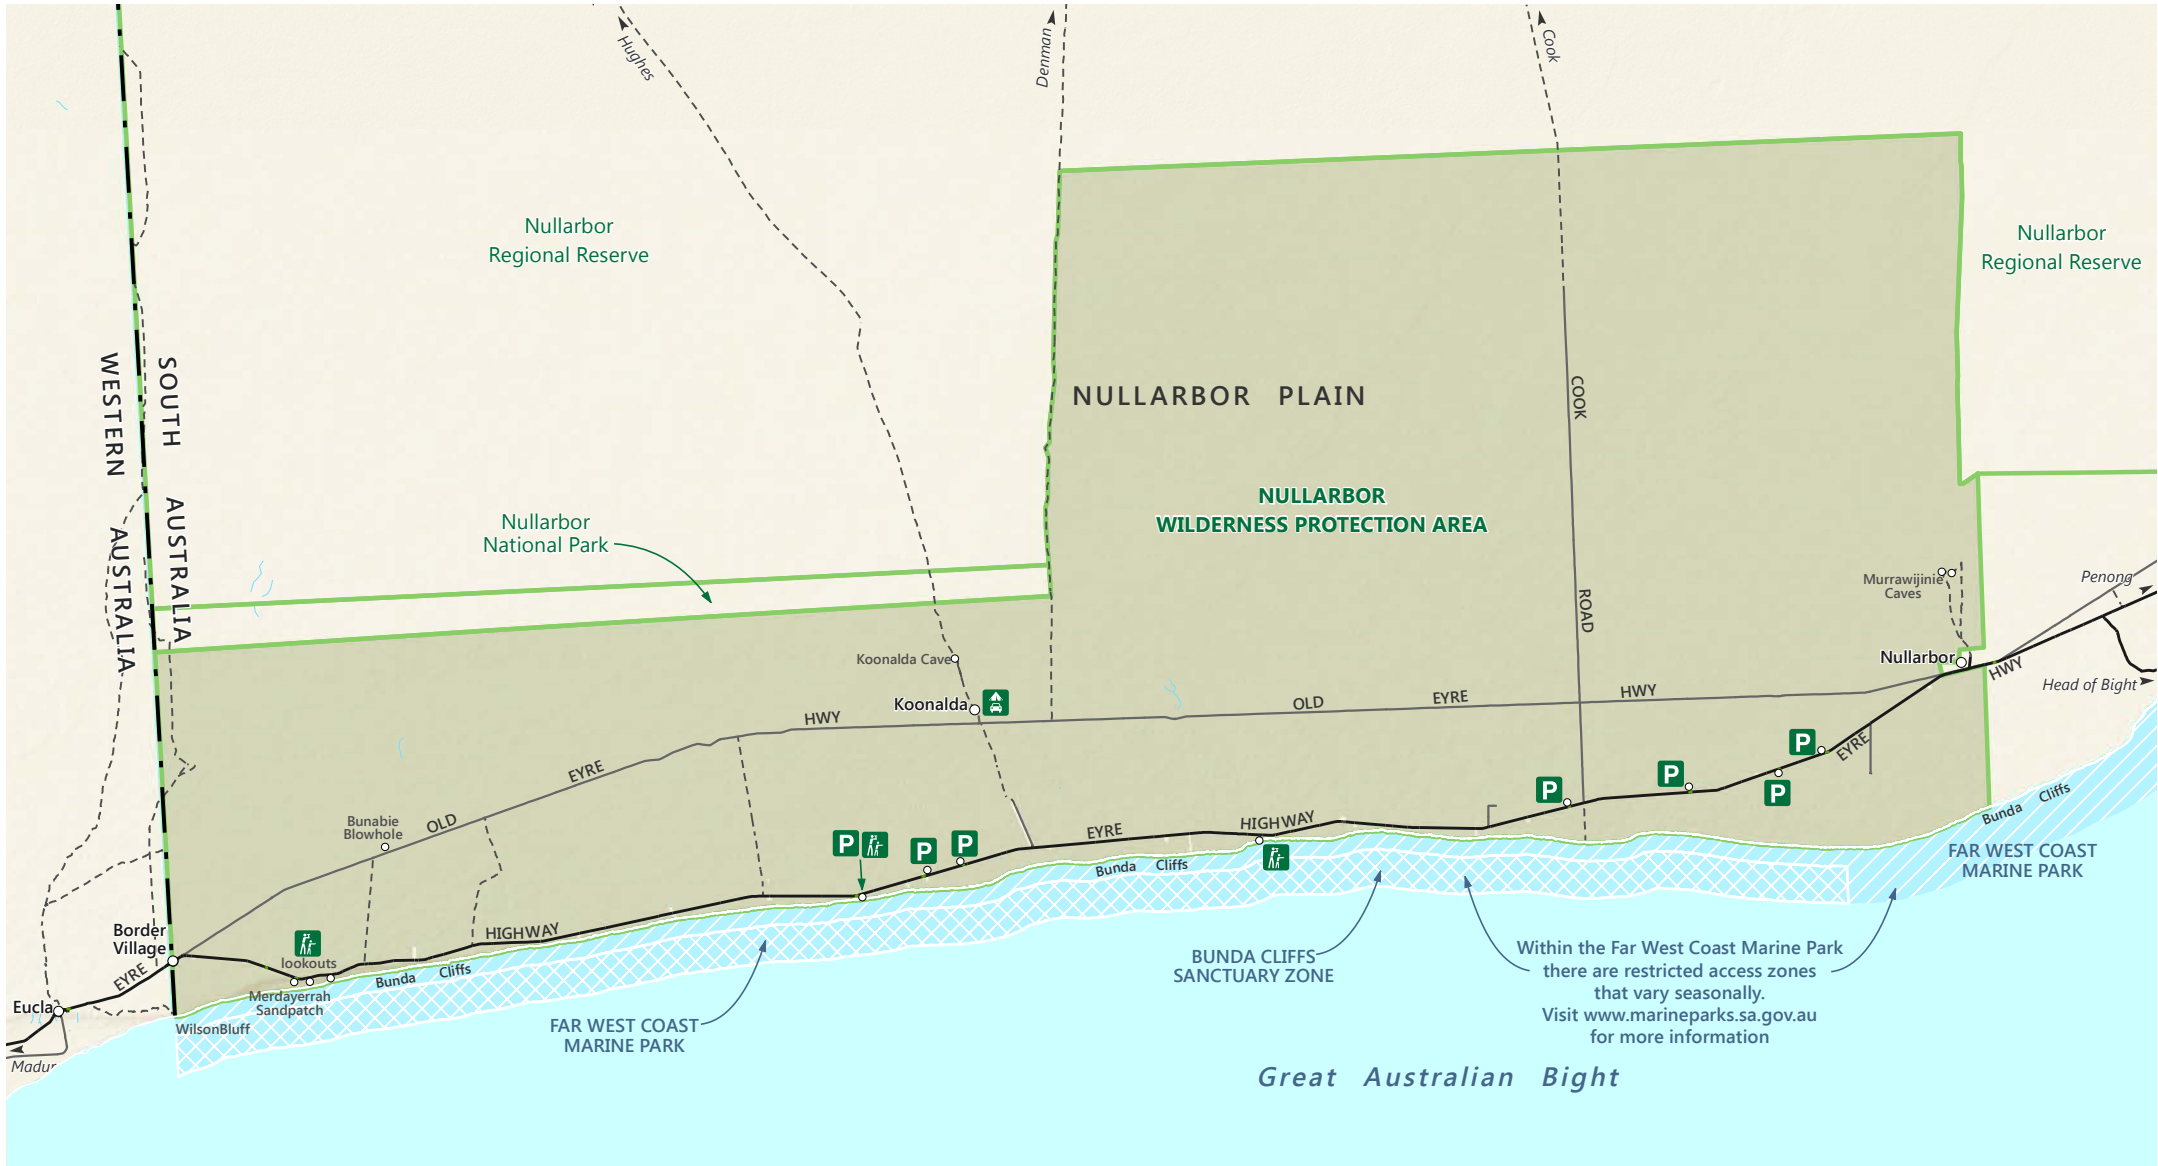 Hughes
Denman
Cook
Nullarbor
Regional Reserve
Nullarbor
Regional Reserve
WESTERN AUSTRALIA
SOUTH AUSTRALIA
NULLARBOR PLAIN
COOK ROAD
NULLARBOR
WILDERNESS PROTECTION AREA
Nullarbor
National Park
Murrawijinie
Caves
Penong
Koonalda Cave
Nullarbor
HWY
Head of Bight
Koonalda
HWY
OLD
EYRE
HWY
EYRE
OLD
Bunabie
Blowhole
EYRE
P
P
P
P
P
P
P
EYRE
HIGHWAY
Bunda Cliffs
Bunda Cliffs
FAR WEST COAST
MARINE PARK
Border
Village
HIGHWAY
lookouts
EYRE
Bunda Cliffs
Merdayerrah
Sandpatch
Eucla
WilsonBluff
Madur
FAR WEST COAST
MARINE PARK
BUNDA CLIFFS
SANCTUARY ZONE
Within the Far West Coast Marine Park
there are restricted access zones
that vary seasonally.
Visit www.marineparks.sa.gov.au
for more information
Great Australian Bight